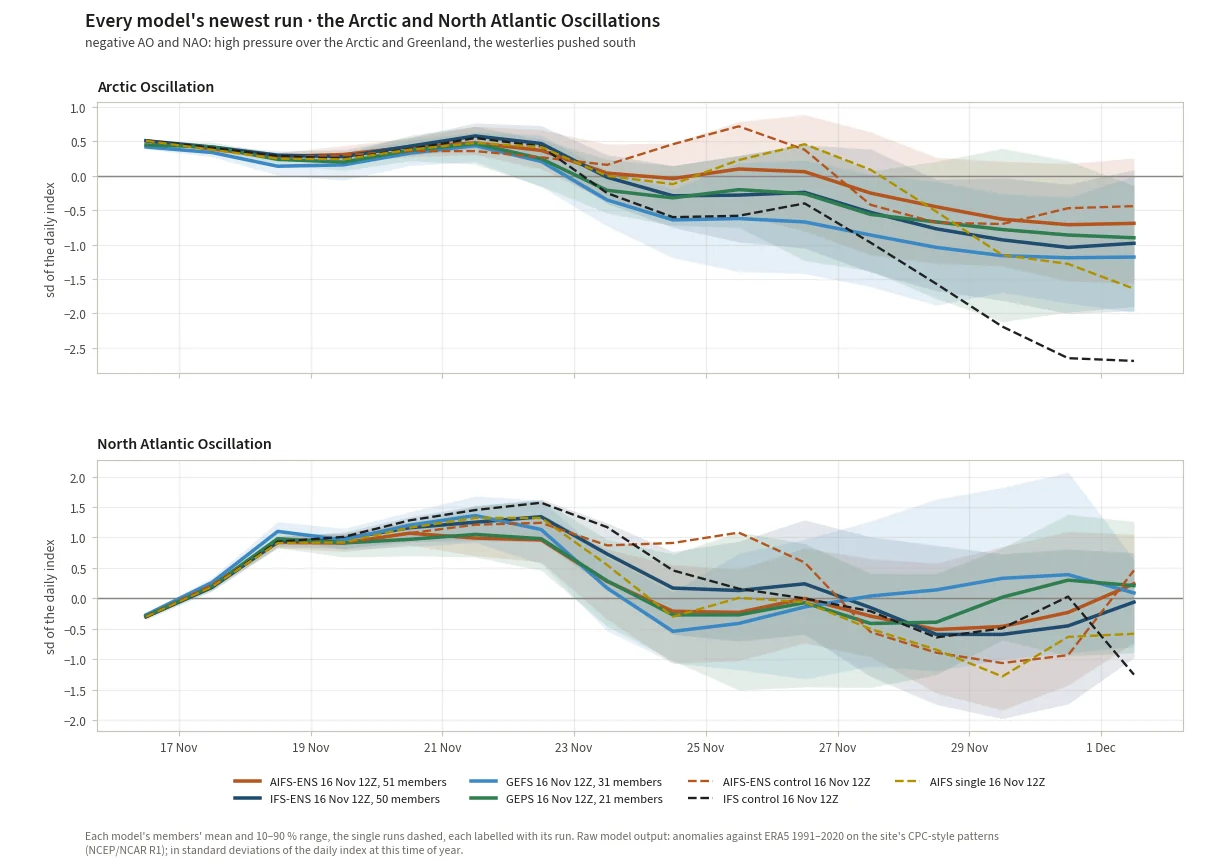 Every model's newest run · the Arctic and North Atlantic Oscillations
negative AO and NAO: high pressure over the Arctic and Greenland, the westerlies pushed south
Arctic Oscillation
1.0
0.5
0.0
−0.5
−1.0
−1.5
−2.0
−2.5
sd of the daily index
North Atlantic Oscillation
2.0
1.5
1.0
0.5
0.0
−0.5
−1.0
−1.5
−2.0
sd of the daily index
17 Nov 19 Nov 21 Nov 23 Nov 25 Nov 27 Nov 29 Nov 1 Dec
AIFS-ENS 16 Nov 12Z, 51 members GEFS 16 Nov 12Z, 31 members AIFS-ENS control 16 Nov 12Z AIFS single 16 Nov 12Z
IFS-ENS 16 Nov 12Z, 50 members GEPS 16 Nov 12Z, 21 members IFS control 16 Nov 12Z
Each model's members' mean and 10–90 % range, the single runs dashed, each labelled with its run. Raw model output: anomalies against ERA5 1991–2020 on the site's CPC-style patterns
(NCEP/NCAR R1); in standard deviations of the daily index at this time of year.